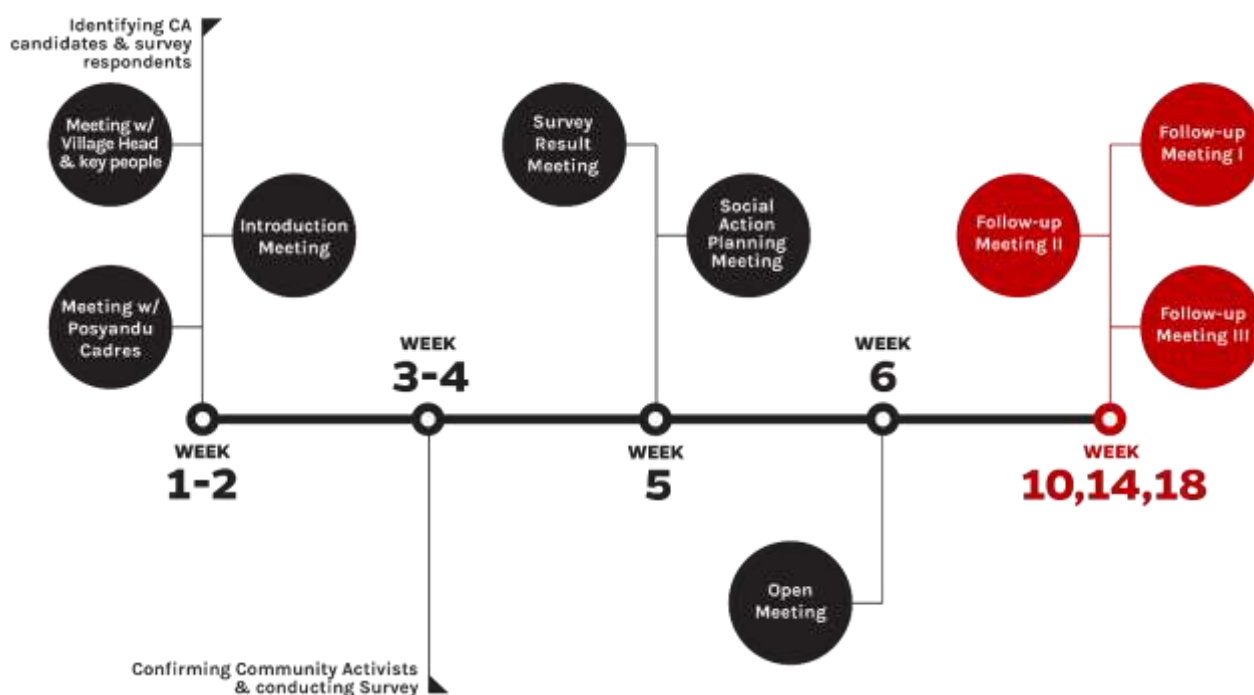 Identifying CA
candidates & survey
respondents
Meeting w/
Village Head
& key people
Introduction
Meeting
Meeting w/
Posyandu
Cadres
WEEK
1-2
WEEK
3-4
Confirming Community Activists
& conducting Survey
Survey
Result
Meeting
Social
Action
Planning
Meeting
WEEK
5
WEEK
6
Open
Meeting
Follow-up
Meeting I
Follow-up
Meeting II
Follow-up
Meeting III
WEEK
10,14,18